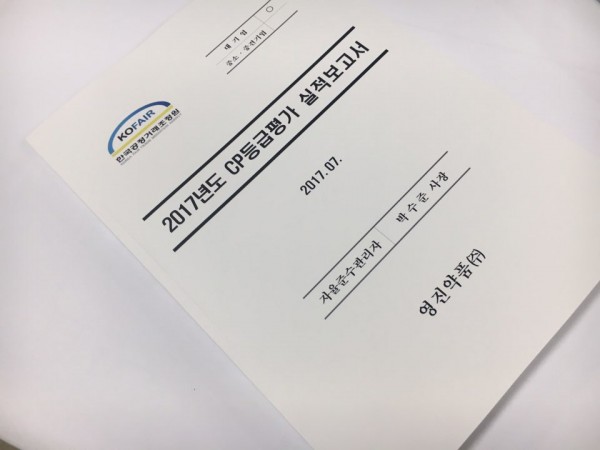 대기업 ○
중소·중견기업
KOFAIR
한국공정거래조정원
2017년도 CP등급평가 실적보고서
2017.07.
자율준수관리자 박수준 사장
영진약품㈜